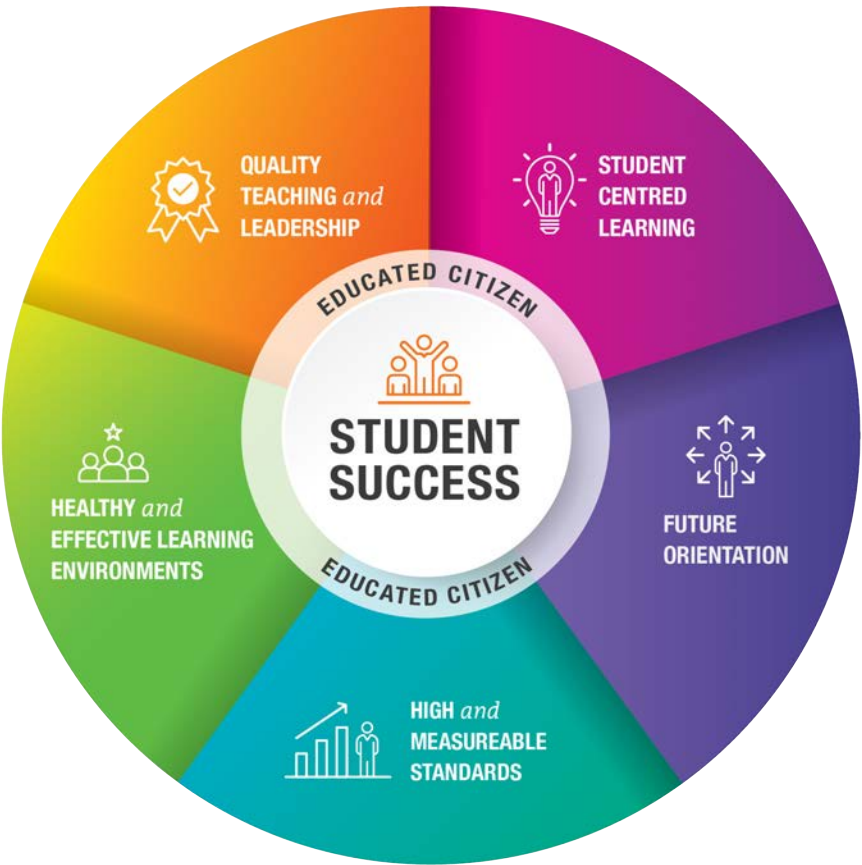 QUALITY
TEACHING and
LEADERSHIP
STUDENT
CENTRED
LEARNING
EDUCATED CITIZEN
STUDENT
SUCCESS
HEALTHY and
EFFECTIVE LEARNING
ENVIRONMENTS
FUTURE
ORIENTATION
EDUCATED CITIZEN
HIGH and
MEASUREABLE
STANDARDS